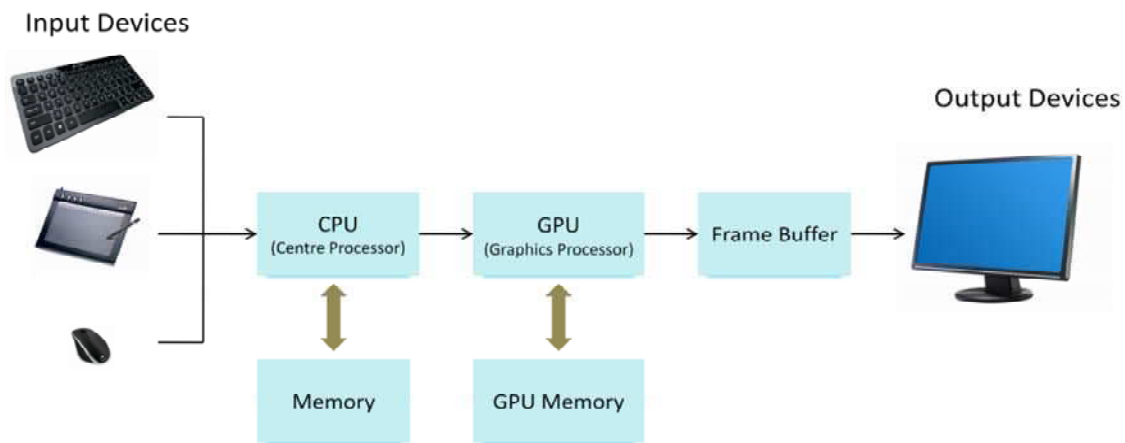 Input Devices
Output Devices
CPU
(Centre Processor)
GPU
(Graphics Processor)
Frame Buffer
Memory
GPU Memory